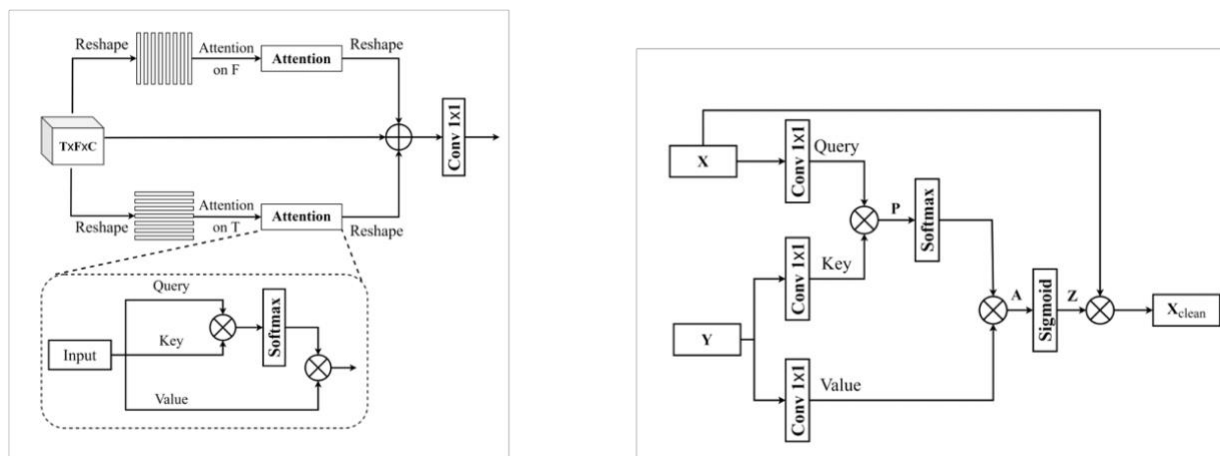 Reshape
Attention
on F
Attention
Reshape
TxFxC
Conv 1x1
Reshape
Attention
on T
Attention
Reshape
Query
Key
Value
Input
Softmax
X
Conv 1x1
Query
P
Softmax
Conv 1x1
Key
Y
Conv 1x1
Value
A
Sigmoid
Z
Xclean